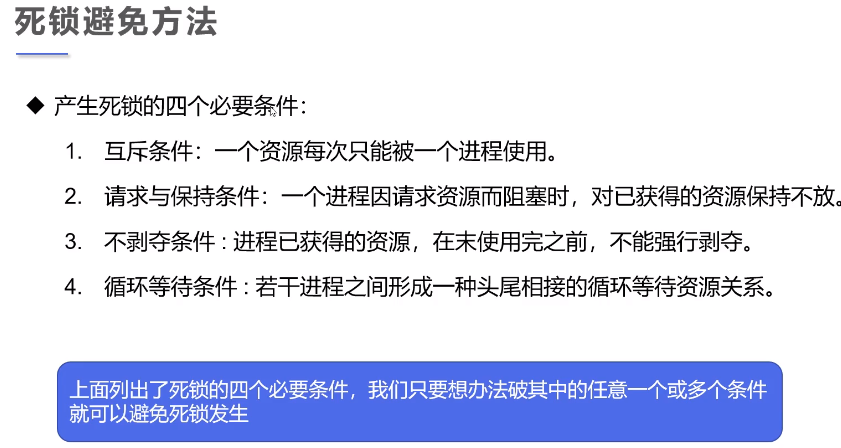 死锁避免方法
◆ 产生死锁的四个必要条件：
1. 互斥条件：一个资源每次只能被一个进程使用。
2. 请求与保持条件：一个进程因请求资源而阻塞时，对已获得的资源保持不放。
3. 不剥夺条件 : 进程已获得的资源，在末使用完之前，不能强行剥夺。
4. 循环等待条件 : 若干进程之间形成一种头尾相接的循环等待资源关系。
上面列出了死锁的四个必要条件，我们只要想办法破其中的任意一个或多个条件
就可以避免死锁发生